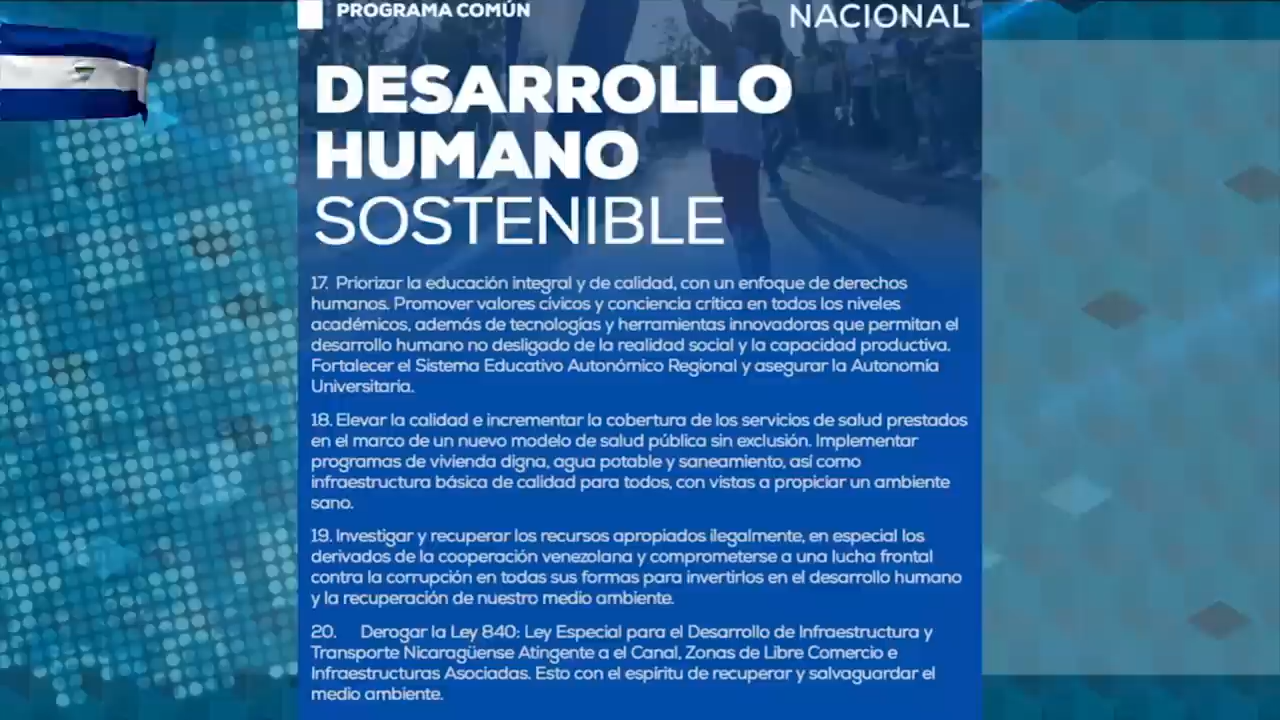 PROGRAMA COMÚN
NACIONAL
DESARROLLO
HUMANO
SOSTENIBLE
17. Priorizar la educación integral y de calidad, con un enfoque de derechos
humanos. Promover valores cívicos y conciencia crítica en todos los niveles
académicos, además de tecnologías y herramientas innovadoras que permitan el
desarrollo humano no desligado de la realidad social y la capacidad productiva.
Fortalecer el Sistema Educativo Autonómico Regional y asegurar la Autonomía
Universitaria.
18. Elevar la calidad e incrementar la cobertura de los servicios de salud prestados
en el marco de un nuevo modelo de salud pública sin exclusión. Implementar
programas de vivienda digna, agua potable y saneamiento, así como
infraestructura básica de calidad para todos, con vistas a propiciar un ambiente
sano.
19. Investigar y recuperar los recursos apropiados ilegalmente, en especial los
derivados de la cooperación venezolana y comprometerse a una lucha frontal
contra la corrupción en todas sus formas para invertirlos en el desarrollo humano
y la recuperación de nuestro medio ambiente.
20. Derogar la Ley 840: Ley Especial para el Desarrollo de Infraestructura y
Transporte Nicaragüense Atingente a el Canal, Zonas de Libre Comercio e
Infraestructuras Asociadas. Esto con el espíritu de recuperar y salvaguardar el
medio ambiente.